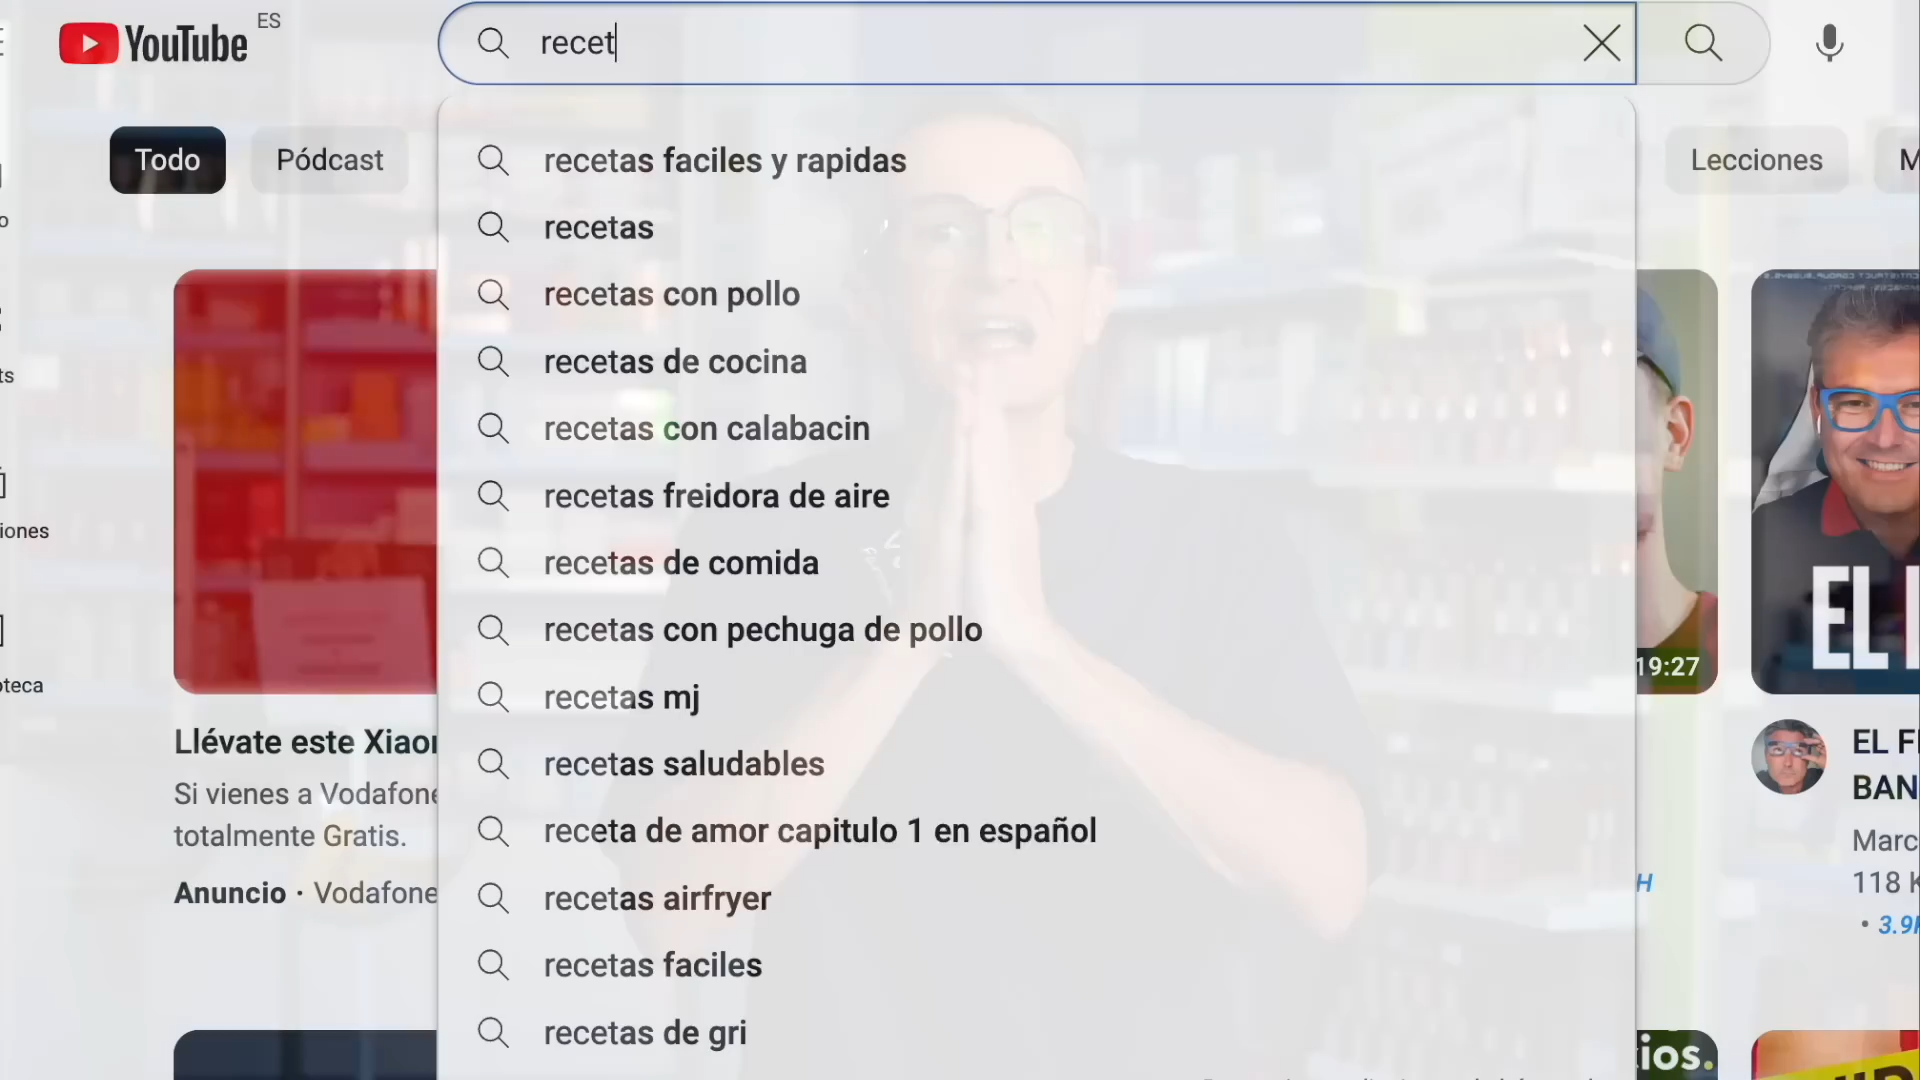 YouTube ES
recet
Todo
Pódcast
Lecciones
recetas faciles y rapidas
recetas
recetas con pollo
recetas de cocina
recetas con calabacin
recetas freidora de aire
recetas de comida
recetas con pechuga de pollo
recetas mj
recetas saludables
receta de amor capitulo 1 en español
recetas airfryer
recetas faciles
recetas de gri
Llévate este
Si vienes a Vodafone
totalmente Gratis.
Anuncio · Vodafone
19:27
EL
EL
118